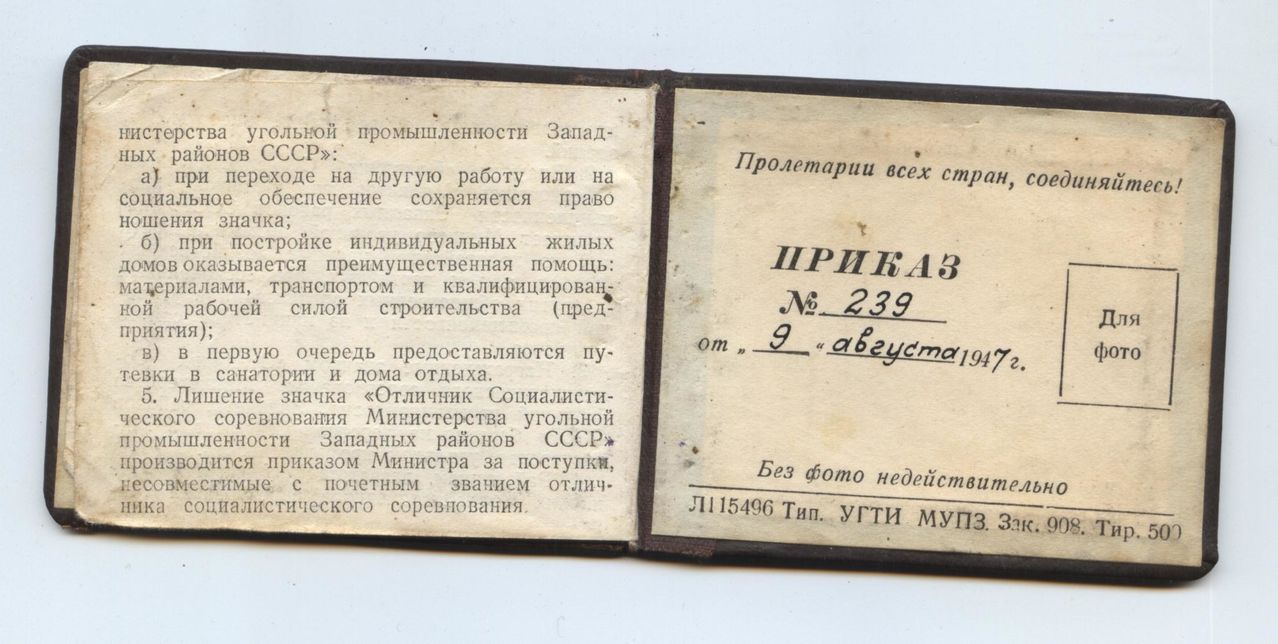 нистерства угольной промышленности Запад-
ных районов СССР»:
а) при переходе на другую работу или на
социальное обеспечение сохраняется право
ношения значка;
б) при постройке индивидуальных жилых
домов оказывается преимущественная помощь:
материалами, транспортом и квалифицирован-
ной рабочей силой строительства (пред-
приятия);
в) в первую очередь предоставляются пу-
тевки в санатории и дома отдыха.
5. Лишение значка «Отличник Социалисти-
ческого соревнования Министерства угольной
промышленности Западных районов СССР»
производится приказом Министра за поступки,
несовместимые с почетным званием отлич-
ника социалистического соревнования.
Пролетарии всех стран, соединяйтесь!
ПРИКАЗ
№ 239
от „ 9 “ августа 1947 г.
Для
фото
Без фото недействительно
Л115496 Тип. УГТИ МУПЗ. Зак. 908. Тир. 500